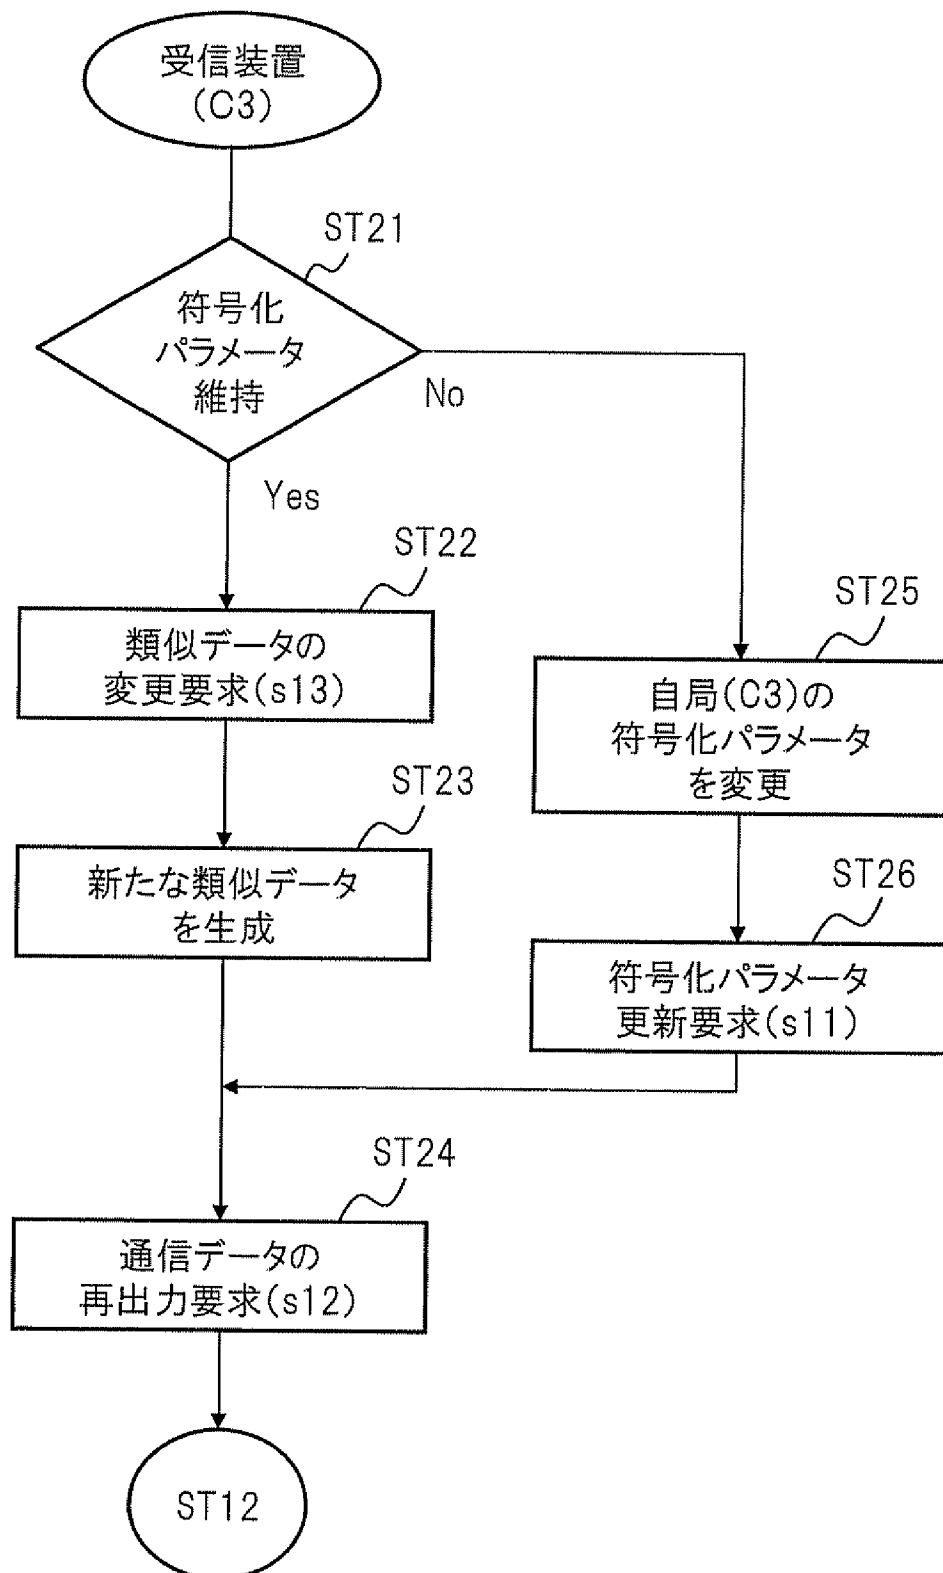 受信装置
(C3)
ST21
符号化
パラメータ
維持
No
Yes
ST22
類似データの
変更要求(s13)
ST25
自局(C3)の
符号化パラメータ
を変更
ST23
新たな類似データ
を生成
ST26
符号化パラメータ
更新要求(s11)
ST24
通信データの
再出力要求(s12)
ST12